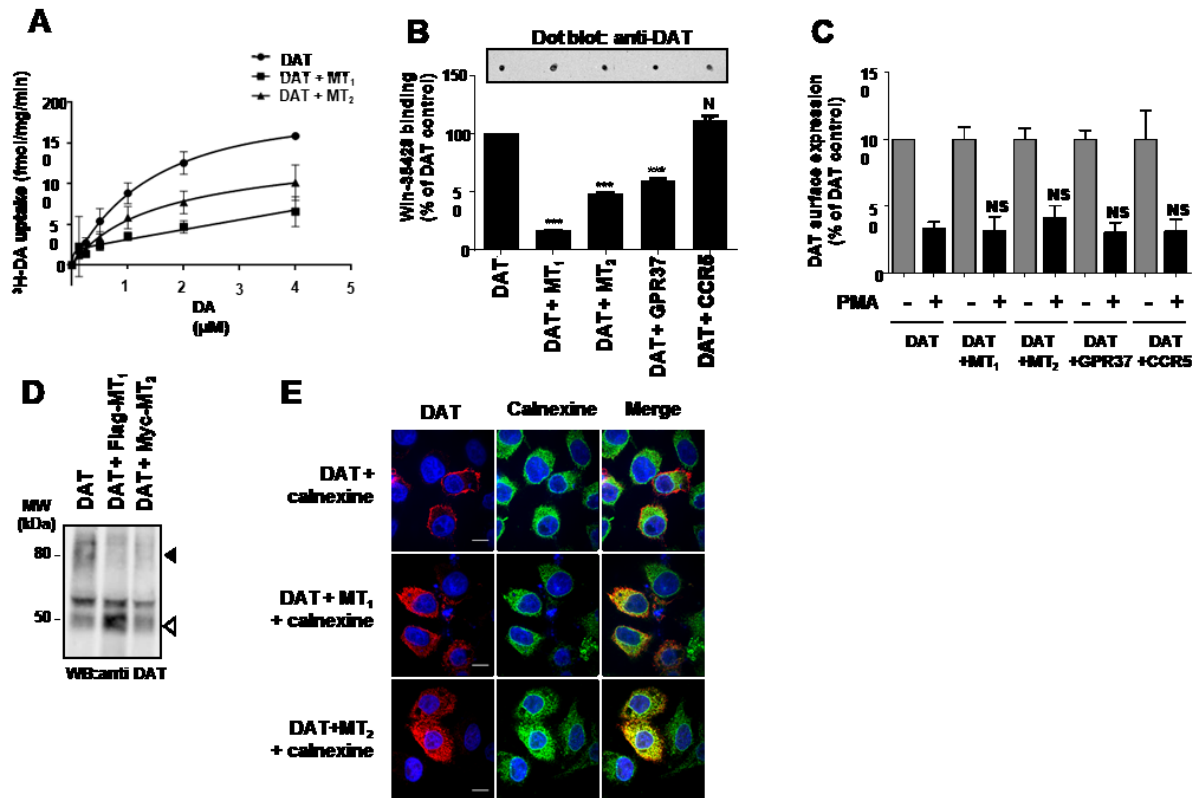 A
DAT
DAT + MT1
DAT + MT2
³H-DA uptake (fmol/mg/min)
200
15
0
10
0
5
0
0
1
2
3
4
5
DA
(µM)
B
Dot blot: anti-DAT
Win-35428 binding
(% of DAT control)
150
100
5
0
0
***
***
***
N
DAT
DAT + MT1
DAT + MT2
DAT + GPR37
DAT + CCR5
C
DAT surface expression
(% of DAT control)
15
0
10
0
5
0
0
NS
NS
NS
NS
PMA
- + - + - + - + - +
DAT
DAT
+MT1
DAT
+MT2
DAT
+GPR37
DAT
+CCR5
D
DAT
DAT + Flag-MT1
DAT + Myc-MT2
MW
(kDa)
80
50
WB:anti DAT
E
DAT
Calnexine
Merge
DAT +
calnexine
DAT + MT1
+ calnexine
DAT+MT2
+ calnexine